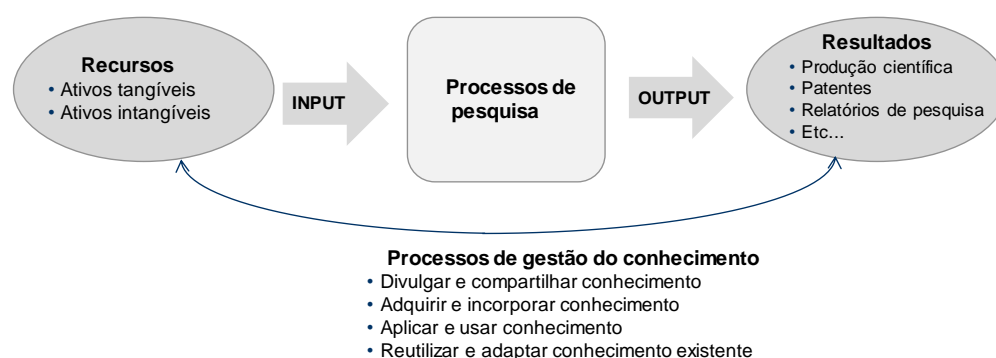 Recursos
• Ativos tangíveis
• Ativos intangíveis
INPUT
Processos de
pesquisa
OUTPUT
Resultados
• Produção científica
• Patentes
• Relatórios de pesquisa
• Etc...
Processos de gestão do conhecimento
• Divulgar e compartilhar conhecimento
• Adquirir e incorporar conhecimento
• Aplicar e usar conhecimento
• Reutilizar e adaptar conhecimento existente